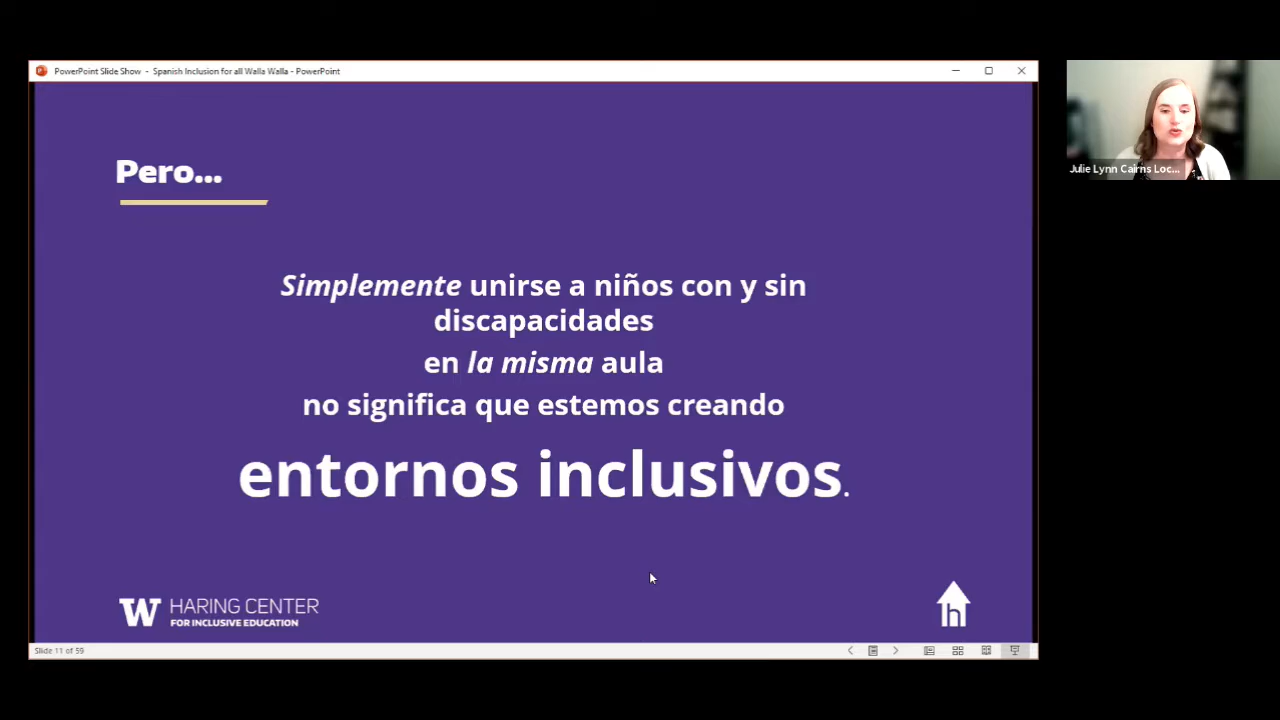 PowerPoint Slide Show - Spanish Inclusion for all Walla Walla - PowerPoint
Pero...
Simplemente unirse a niños con y sin
discapacidades
en la misma aula
no significa que estemos creando
entornos inclusivos.
W HARING CENTER
FOR INCLUSIVE EDUCATION
h
Slide 11 of 59
Julie Lynn Cairns Loc...